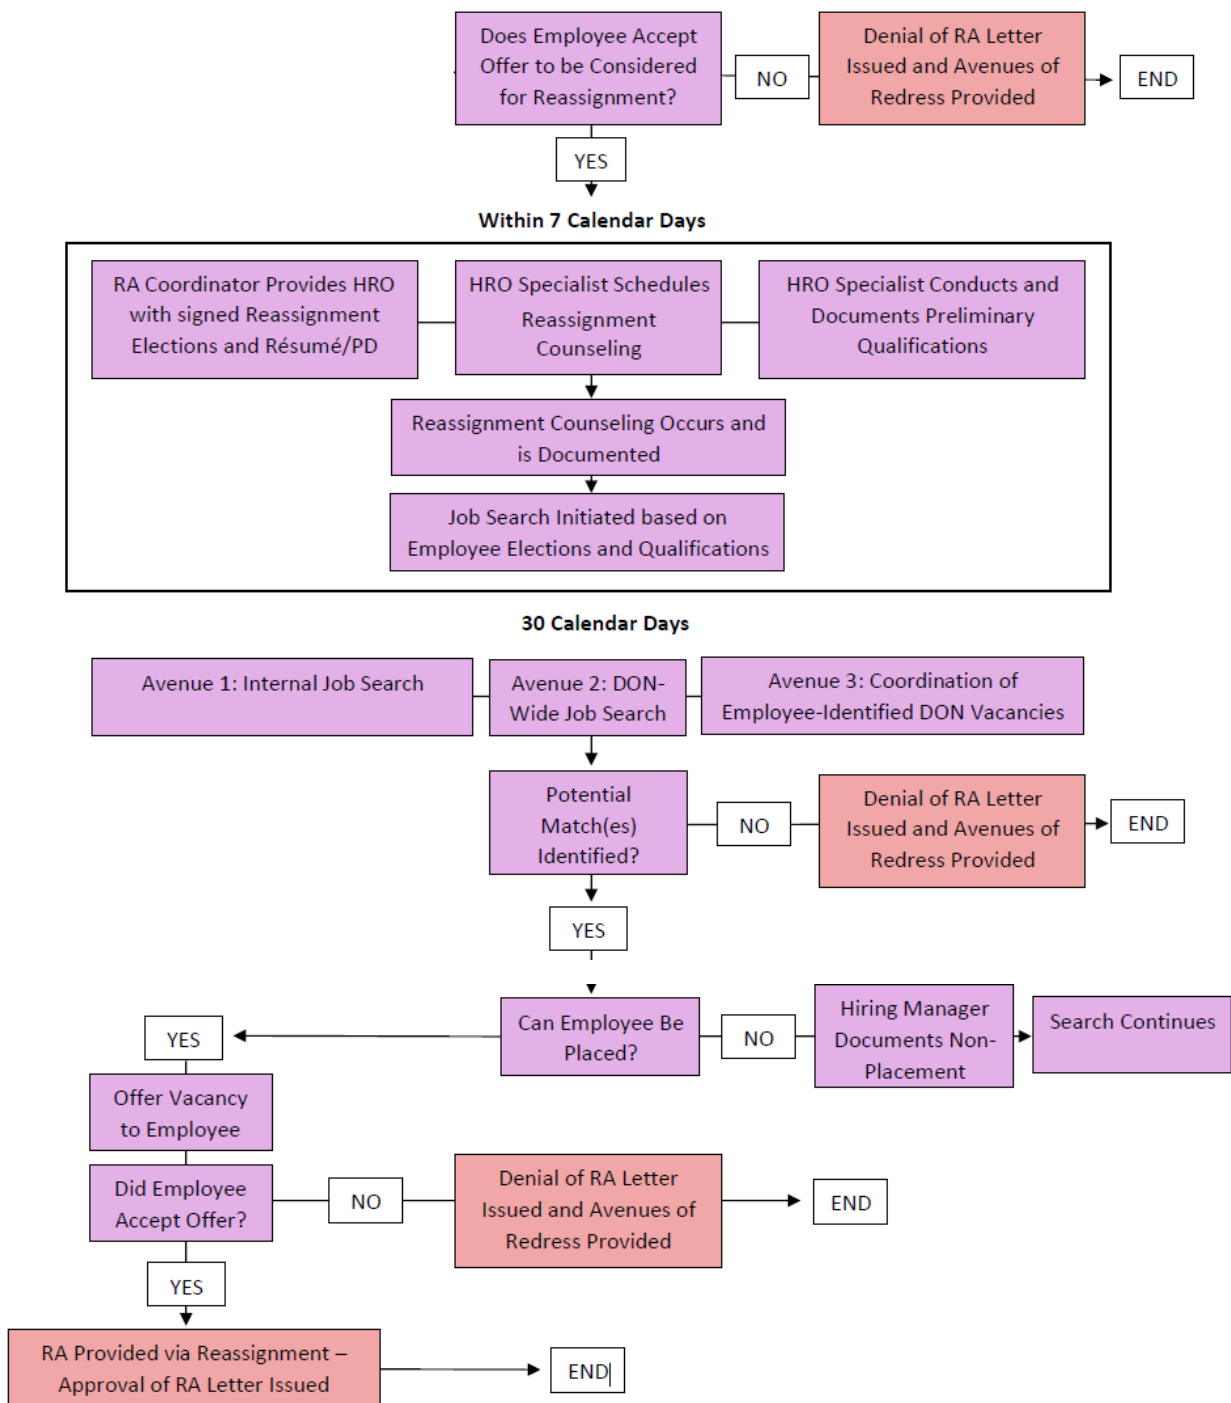 Does Employee Accept
Offer to be Considered
for Reassignment?
NO
Denial of RA Letter
Issued and Avenues of
Redress Provided
END
YES
Within 7 Calendar Days
RA Coordinator Provides HRO
with signed Reassignment
Elections and Résumé/PD
HRO Specialist Schedules
Reassignment
Counseling
HRO Specialist Conducts and
Documents Preliminary
Qualifications
Reassignment Counseling Occurs and
is Documented
Job Search Initiated based on
Employee Elections and Qualifications
30 Calendar Days
Avenue 1: Internal Job Search
Avenue 2: DON-
Wide Job Search
Avenue 3: Coordination of
Employee-Identified DON Vacancies
Potential
Match(es)
Identified?
NO
Denial of RA Letter
Issued and Avenues of
Redress Provided
END
YES
Can Employee Be
Placed?
NO
Hiring Manager
Documents Non-
Placement
Search Continues
YES
Offer Vacancy
to Employee
Did Employee
Accept Offer?
NO
Denial of RA Letter
Issued and Avenues of
Redress Provided
END
YES
RA Provided via Reassignment –
Approval of RA Letter Issued
END